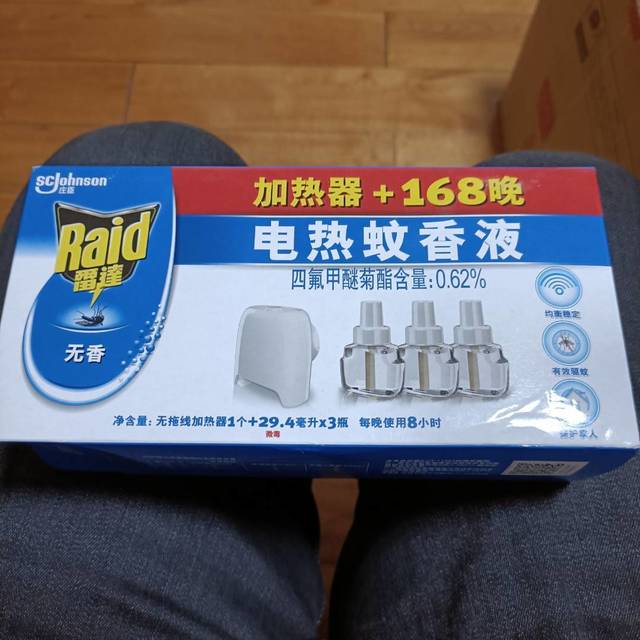 SCJohnson
庄臣
加热器+168晚
Raid
雷達
电热蚊香液
四氟甲醚菊酯含量:0.62%
无香
均衡稳定
有效驱蚊
保护家人
净含量: 无拖线加热器1个+29.4毫升x3瓶 每晚使用8小时
微毒